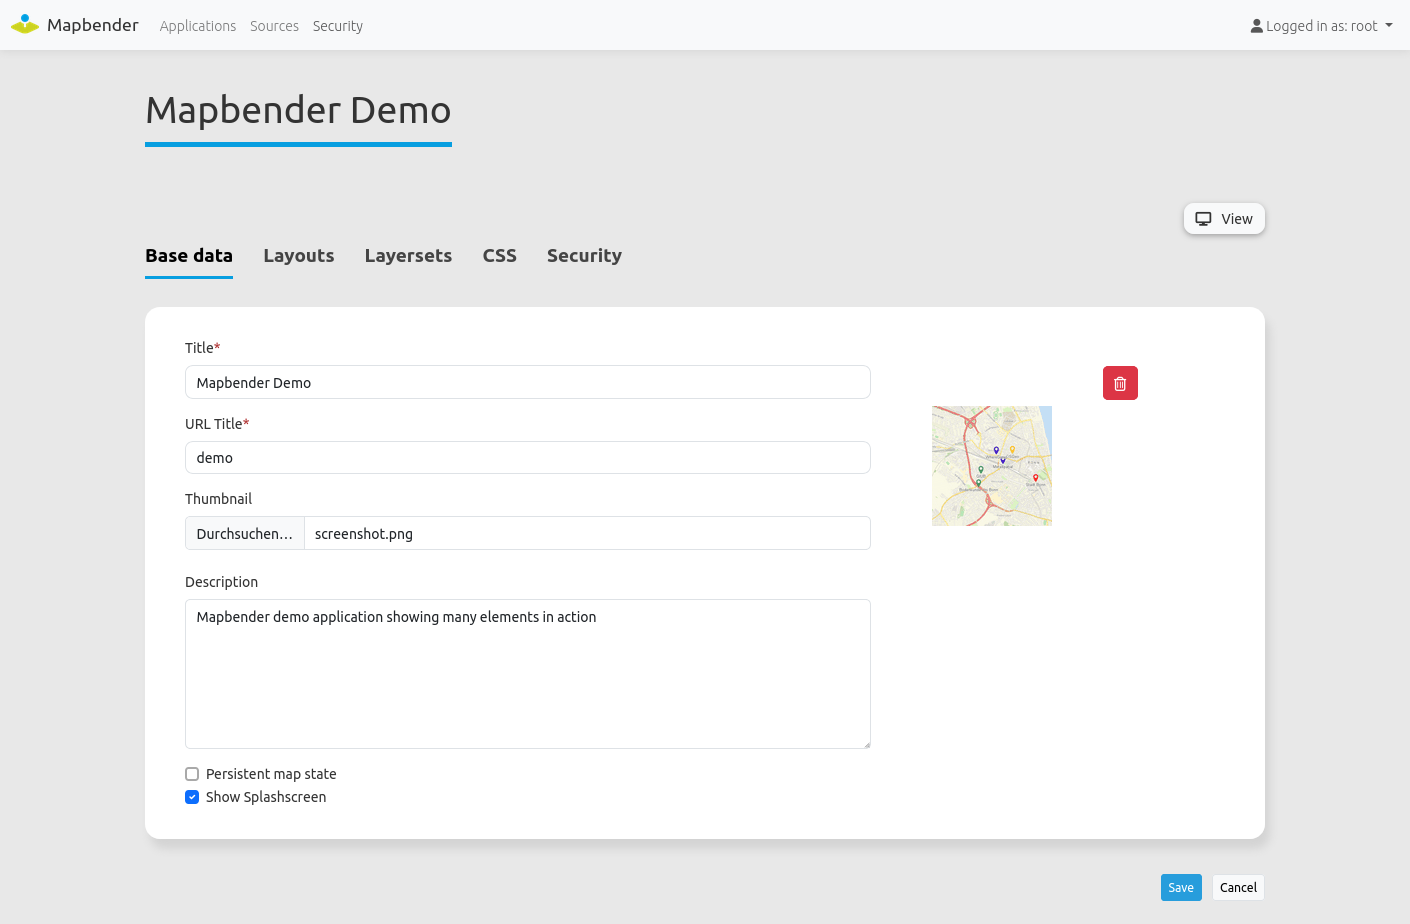 Mapbender Applications Sources Security Logged in as: root
Mapbender Demo
View
Base data Layouts Layersets CSS Security
Title*
Mapbender Demo
URL Title*
demo
Thumbnail
Durchsuchen… screenshot.png
Description
Mapbender demo application showing many elements in action
Persistent map state
Show Splashscreen
Save Cancel